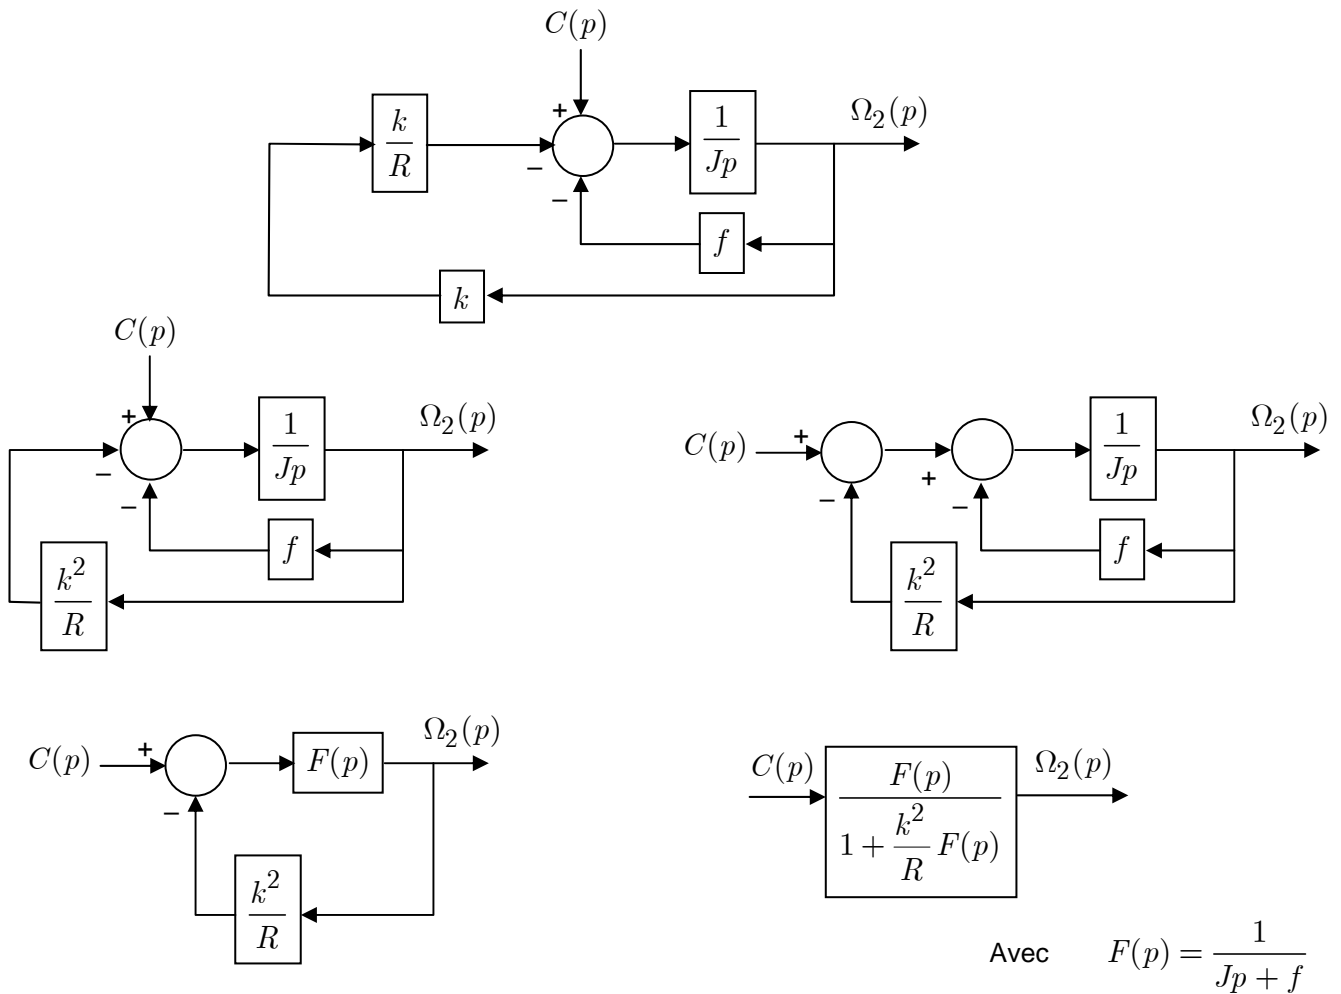 C(p)
k/R
+
−
−
1/Jp
Ω₂(p)
f
k
C(p)
+
−
−
1/Jp
Ω₂(p)
f
k²/R
C(p)
+
−
+
−
1/Jp
Ω₂(p)
f
k²/R
C(p)
+
−
F(p)
Ω₂(p)
k²/R
C(p)
F(p)/(1 + k²/R F(p))
Ω₂(p)
Avec F(p) = 1/(Jp + f)